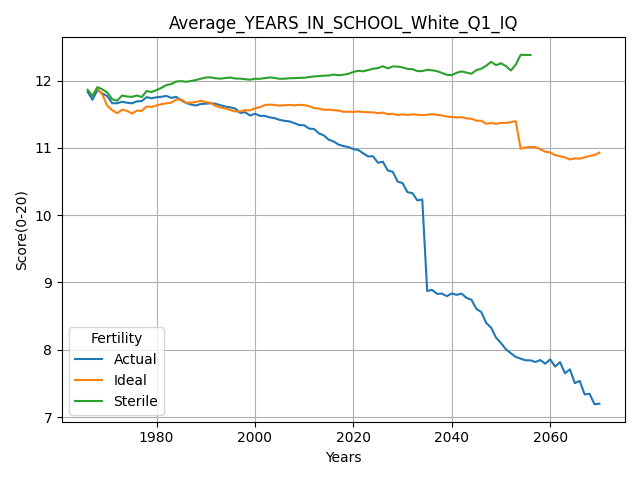 Average_YEARS_IN_SCHOOL_White_Q1_IQ
Score(0-20)
12
11
10
9
8
7
Fertility
Actual
Ideal
Sterile
1980 2000 2020 2040 2060
Years